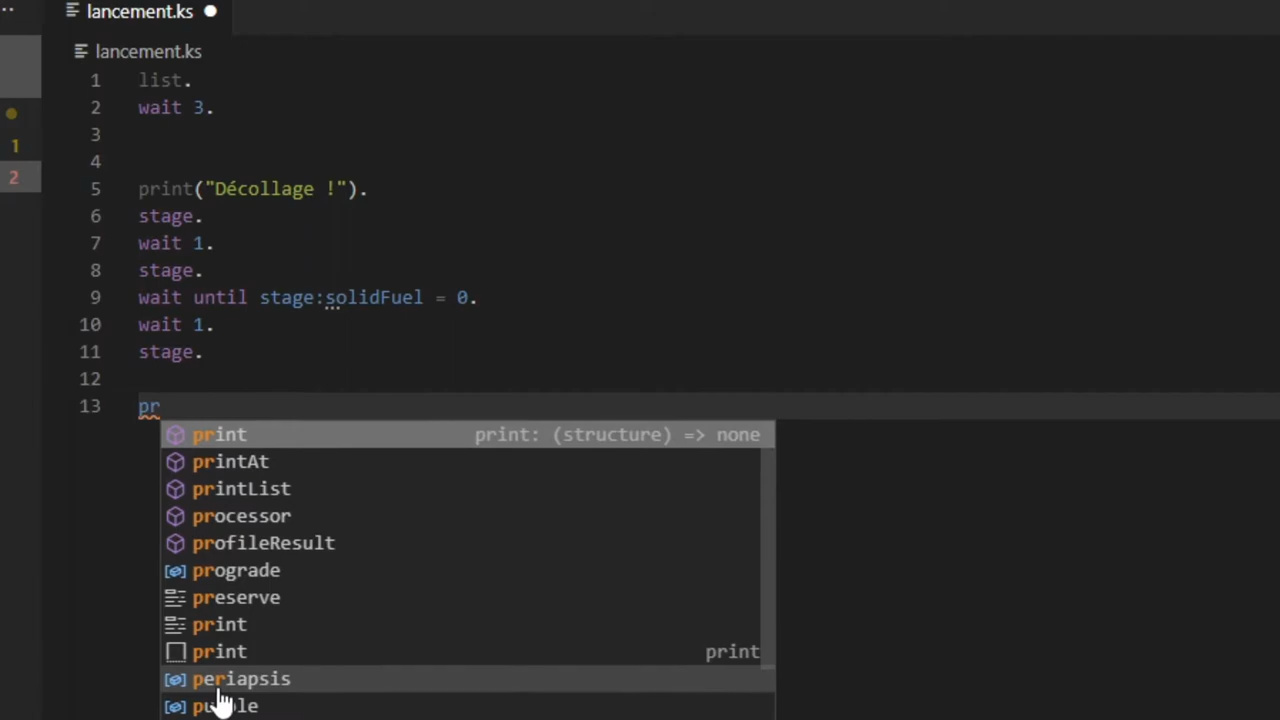 lancement.ks
lancement.ks
1 list.
2 wait 3.
3
4
5 print("Décollage !").
6 stage.
7 wait 1.
8 stage.
9 wait until stage:solidFuel = 0.
10 wait 1.
11 stage.
12
13 pr
print print: (structure) => none
printAt
printList
processor
profileResult
prograde
preserve
print
print print
periapsis
1
2